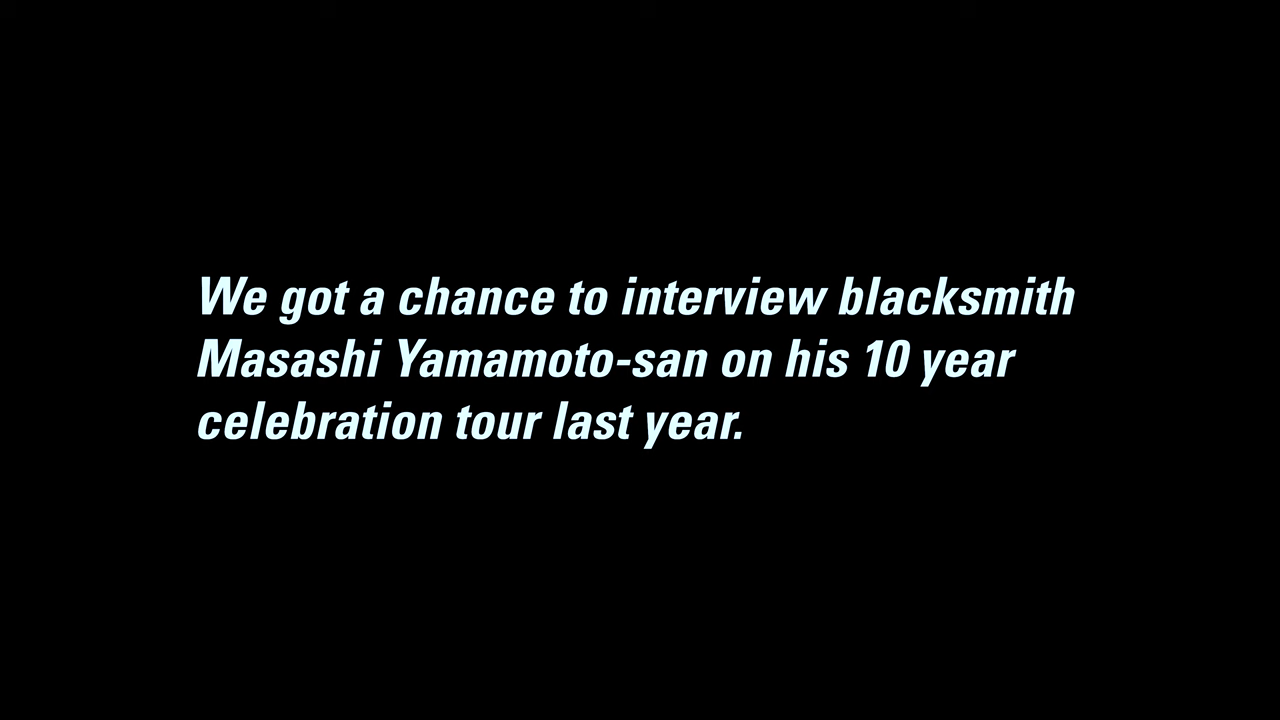 We got a chance to interview blacksmith
Masashi Yamamoto-san on his 10 year
celebration tour last year.